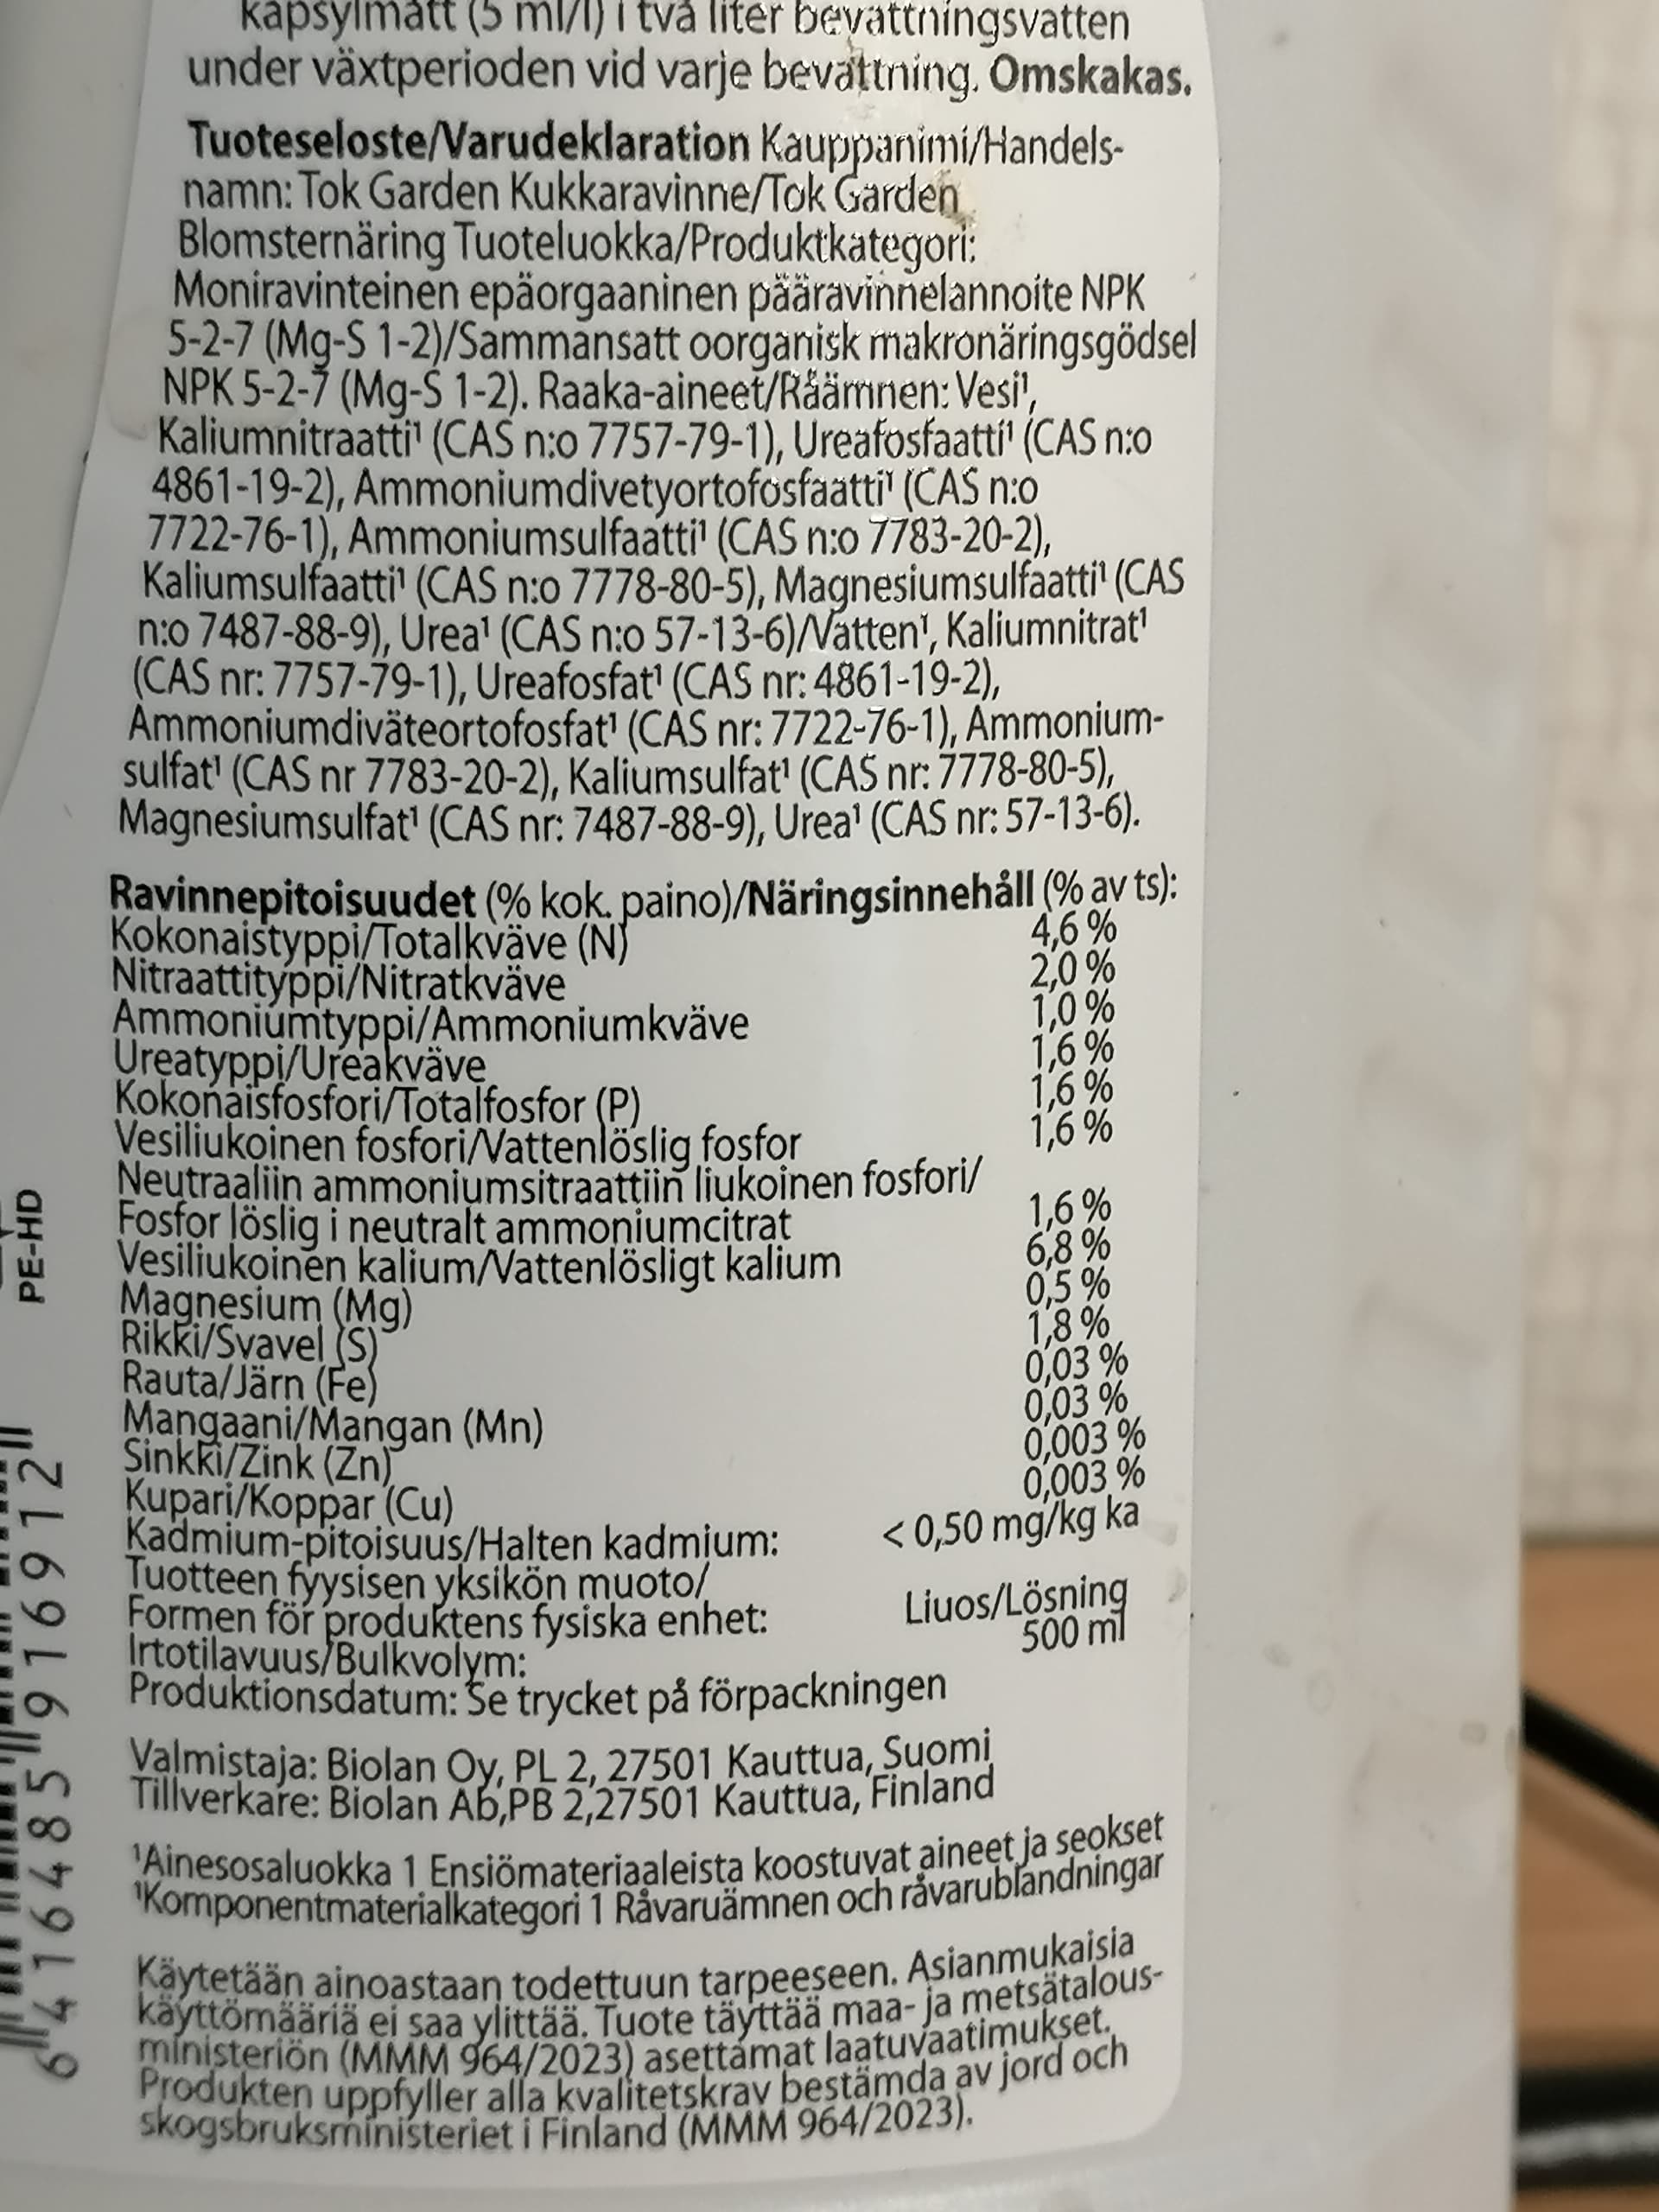 kapsylmått (5 ml/l) i två liter bevattningsvatten
under växtperioden vid varje bevattning. Omskakas.
Tuoteseloste/Varudeklaration Kauppanimi/Handels-
namn: Tok Garden Kukkaravinne/Tok Garden
Blomsternäring Tuoteluokka/Produktkategori:
Moniravinteinen epäorgaaninen pääravinnelannoite NPK
5-2-7 (Mg-S 1-2)/Sammansatt oorganisk makronäringsgödsel
NPK 5-2-7 (Mg-S 1-2). Raaka-aineet/Råämnen: Vesi¹,
Kaliumnitraatti¹ (CAS n:o 7757-79-1), Ureafosfaatti¹ (CAS n:o
4861-19-2), Ammoniumdivetyortofosfaatti¹ (CAS n:o
7722-76-1), Ammoniumsulfaatti¹ (CAS n:o 7783-20-2),
Kaliumsulfaatti¹ (CAS n:o 7778-80-5), Magnesiumsulfaatti¹ (CAS
n:o 7487-88-9), Urea¹ (CAS n:o 57-13-6)/Vatten¹, Kaliumnitrat¹
(CAS nr: 7757-79-1), Ureafosfat¹ (CAS nr: 4861-19-2),
Ammoniumdiväteortofosfat¹ (CAS nr: 7722-76-1), Ammonium-
sulfat¹ (CAS nr 7783-20-2), Kaliumsulfat¹ (CAS nr: 7778-80-5),
Magnesiumsulfat¹ (CAS nr: 7487-88-9), Urea¹ (CAS nr: 57-13-6).
Ravinnepitoisuudet (% kok. paino)/Näringsinnehåll (% av ts):
Kokonaistyppi/Totalkväve (N) 4,6 %
Nitraattityppi/Nitratkväve 2,0 %
Ammoniumtyppi/Ammoniumkväve 1,0 %
Ureatyppi/Ureakväve 1,6 %
Kokonaisfosfori/Totalfosfor (P) 1,6 %
Vesiliukoinen fosfori/Vattenlöslig fosfor 1,6 %
Neutraaliin ammoniumsitraattiin liukoinen fosfori/
Fosfor löslig i neutralt ammoniumcitrat 1,6 %
Vesiliukoinen kalium/Vattenlösligt kalium 6,8 %
Magnesium (Mg) 0,5 %
Rikki/Svavel (S) 1,8 %
Rauta/Järn (Fe) 0,03 %
Mangaani/Mangan (Mn) 0,03 %
Sinkki/Zink (Zn) 0,003 %
Kupari/Koppar (Cu) 0,003 %
Kadmium-pitoisuus/Halten kadmium: < 0,50 mg/kg ka
Tuotteen fyysisen yksikön muoto/
Formen för produktens fysiska enhet: Liuos/Lösning
Irtotilavuus/Bulkvolym: 500 ml
Produktionsdatum: Se trycket på förpackningen
Valmistaja: Biolan Oy, PL 2, 27501 Kauttua, Suomi
Tillverkare: Biolan Ab,PB 2,27501 Kauttua, Finland
¹Ainesosaluokka 1 Ensiömateriaaleista koostuvat aineet ja seokset
¹Komponentmaterialkategori 1 Råvaruämnen och råvarublandningar
Käytetään ainoastaan todettuun tarpeeseen. Asianmukaisia
käyttömääriä ei saa ylittää. Tuote täyttää maa- ja metsätalous-
ministeriön (MMM 964/2023) asettamat laatuvaatimukset.
Produkten uppfyller alla kvalitetskrav bestämda av jord och
skogsbruksministeriet i Finland (MMM 964/2023).
PE-HD
6 416485 916912